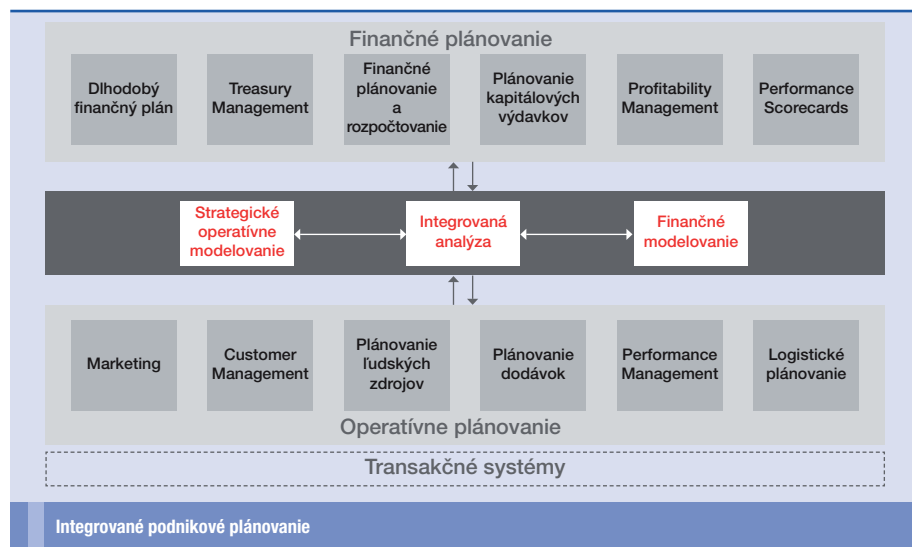 Finančné plánovanie
Dlhodobý
finančný plán
Treasury
Management
Finančné
plánovanie
a
rozpočtovanie
Plánovanie
kapitálových
výdavkov
Profitability
Management
Performance
Scorecards
Strategické
operatívne
modelovanie
Integrovaná
analýza
Finančné
modelovanie
Marketing
Customer
Management
Plánovanie
ľudských
zdrojov
Plánovanie
dodávok
Performance
Management
Logistické
plánovanie
Operatívne plánovanie
Transakčné systémy
Integrované podnikové plánovanie